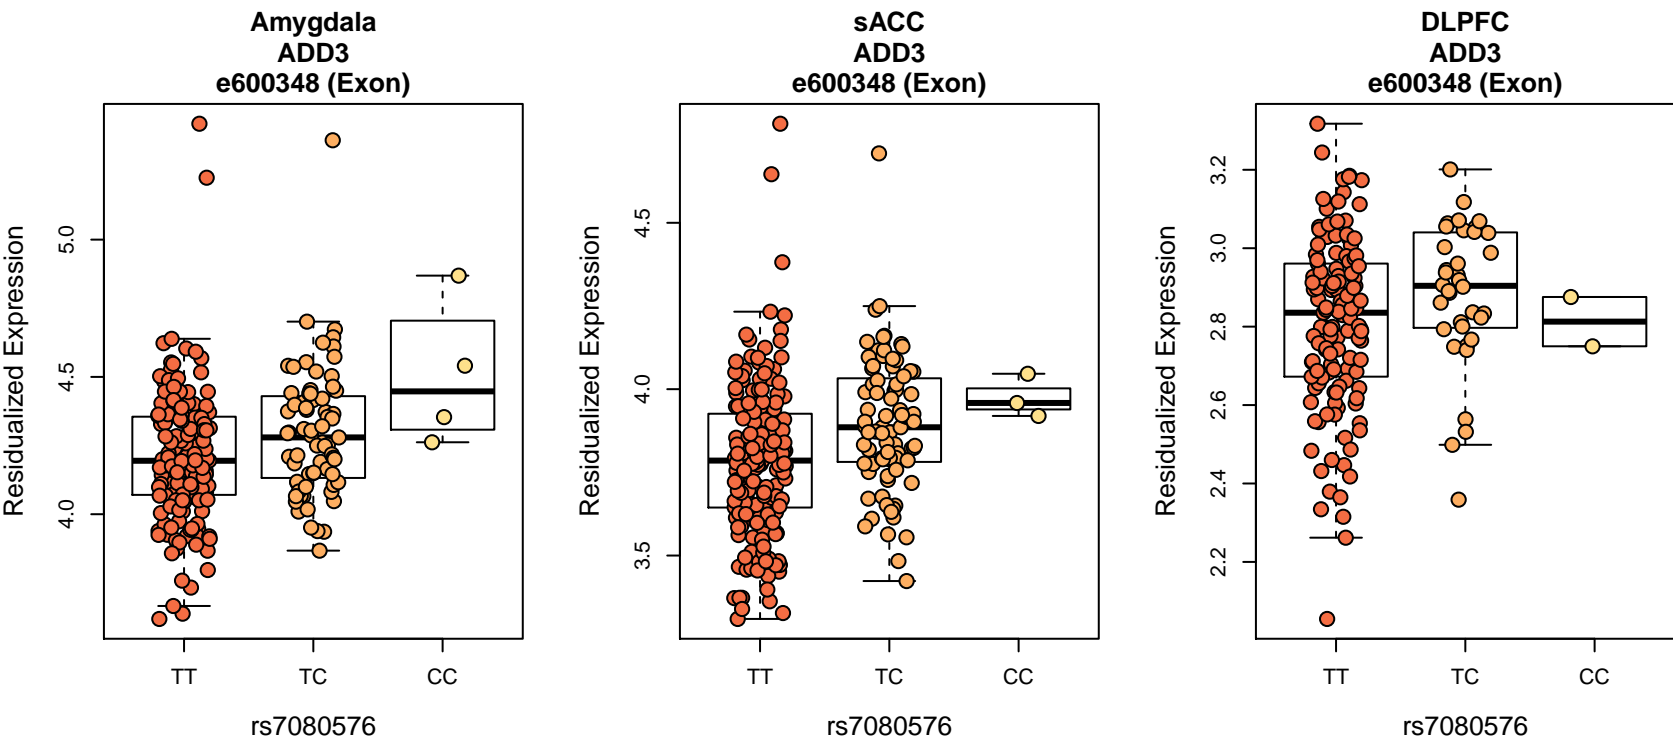 Amygdala
ADD3
e600348 (Exon)
Residualized Expression
5.0
4.5
4.0
TT
TC
CC
rs7080576
sACC
ADD3
e600348 (Exon)
Residualized Expression
4.5
4.0
3.5
TT
TC
CC
rs7080576
DLPFC
ADD3
e600348 (Exon)
Residualized Expression
3.2
3.0
2.8
2.6
2.4
2.2
TT
TC
CC
rs7080576